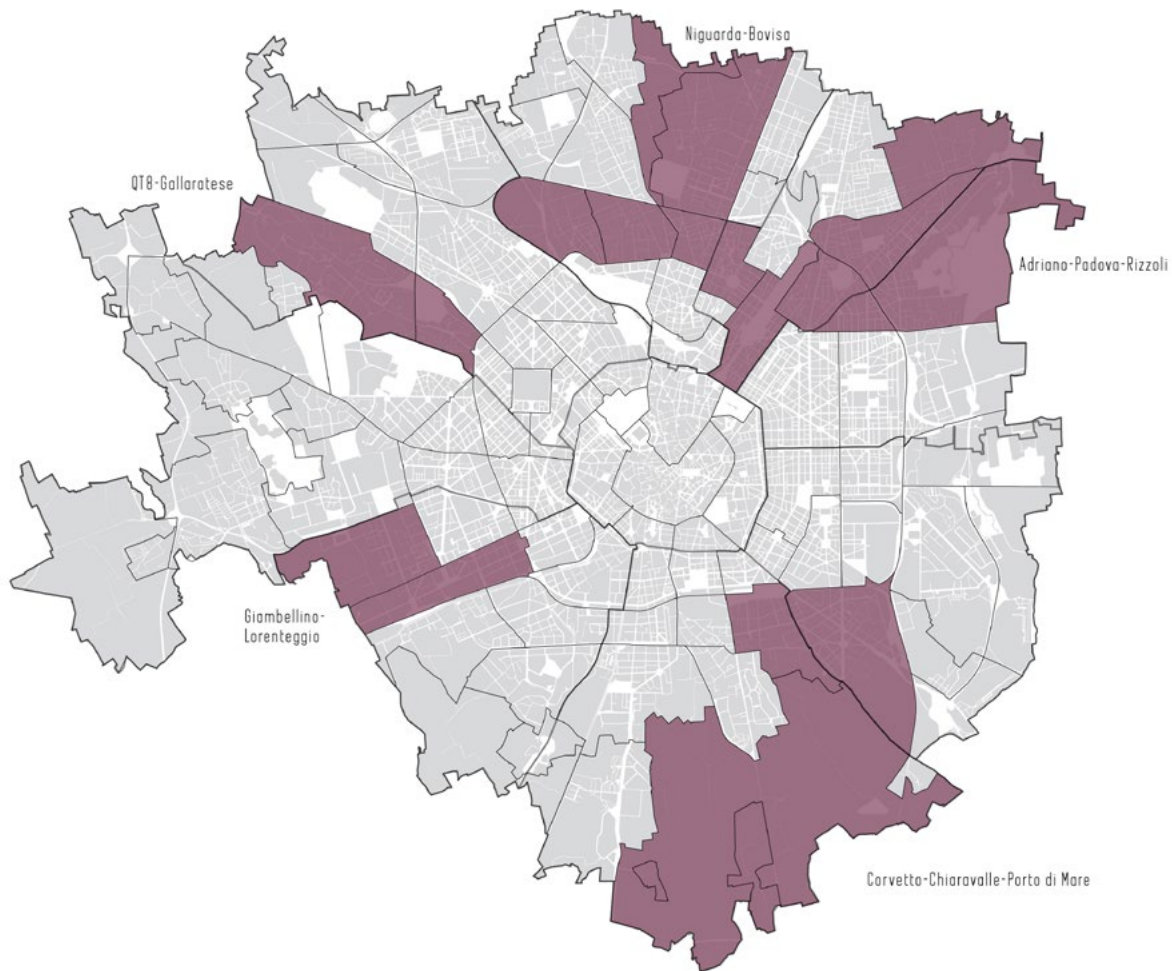 Niguarda-Bovisa
QT8-Gallaratese
Adriano-Padova-Rizzoli
Giambellino-
Lorenteggio
Corvetto-Chiaravalle-Porto di Mare